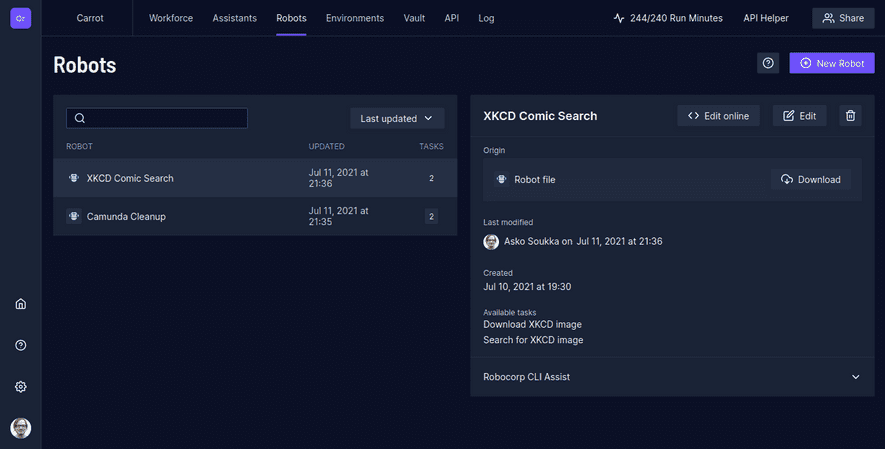 Cr
Carrot
Workforce
Assistants
Robots
Environments
Vault
API
Log
244/240 Run Minutes
API Helper
Share
Robots
New Robot
Last updated
ROBOT
UPDATED
TASKS
XKCD Comic Search
Jul 11, 2021 at
21:36
2
Camunda Cleanup
Jul 11, 2021 at
21:35
2
XKCD Comic Search
Edit online
Edit
Origin
Robot file
Download
Last modified
Asko Soukka on Jul 11, 2021 at 21:36
Created
Jul 10, 2021 at 19:30
Available tasks
Download XKCD image
Search for XKCD image
Robocorp CLI Assist